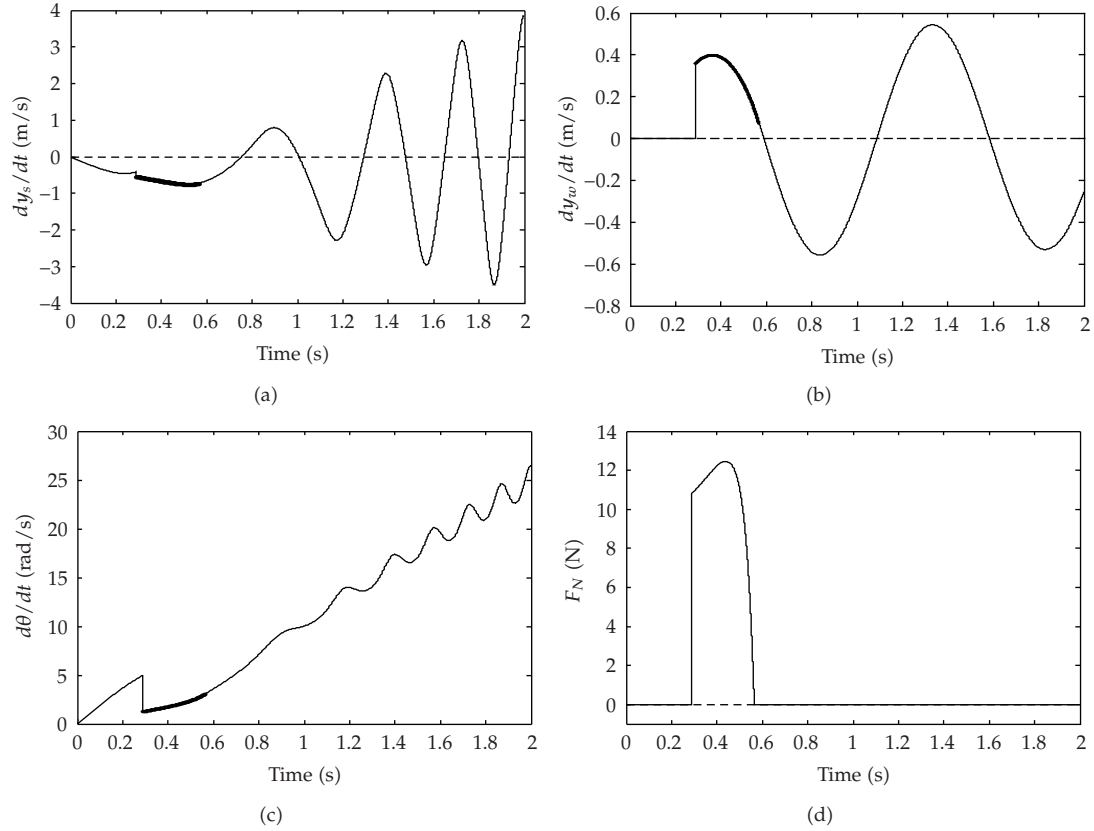 4
3
2
1
0
−1
−2
−3
−4
dy_s/dt (m/s)
0 0.2 0.4 0.6 0.8 1 1.2 1.4 1.6 1.8 2
Time (s)
(a)
0.6
0.4
0.2
0
−0.2
−0.4
−0.6
−0.8
dy_w/dt (m/s)
0 0.2 0.4 0.6 0.8 1 1.2 1.4 1.6 1.8 2
Time (s)
(b)
30
25
20
15
10
5
0
dθ/dt (rad/s)
0 0.2 0.4 0.6 0.8 1 1.2 1.4 1.6 1.8 2
Time (s)
(c)
14
12
10
8
6
4
2
0
F_N (N)
0 0.2 0.4 0.6 0.8 1 1.2 1.4 1.6 1.8 2
Time (s)
(d)